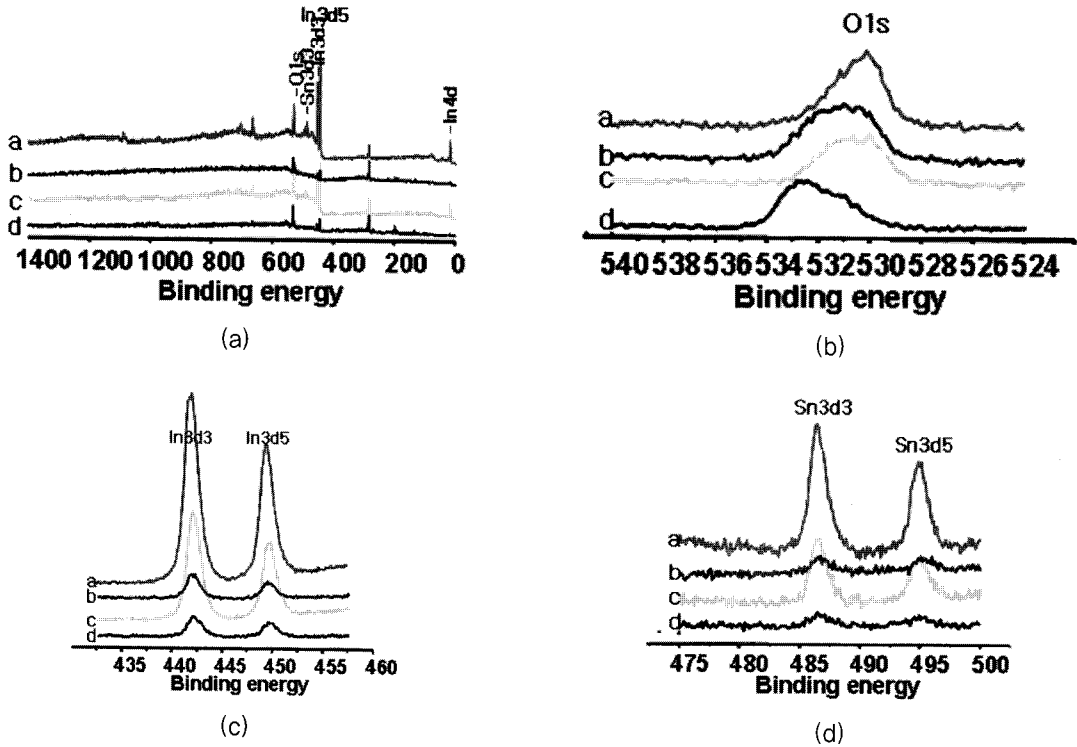 In3d5
In3d3
O1s
Sn3d3
In4d
a
b
c
d
1400 1200 1000 800 600 400 200 0
Binding energy
(a)
O1s
a
b
c
d
540 538 536 534 532 530 528 526 524
Binding energy
(b)
In3d3 In3d5
a
b
c
d
435 440 445 450 455 460
Binding energy
(c)
Sn3d3
Sn3d5
a
b
c
d
475 480 485 490 495 500
Binding energy
(d)